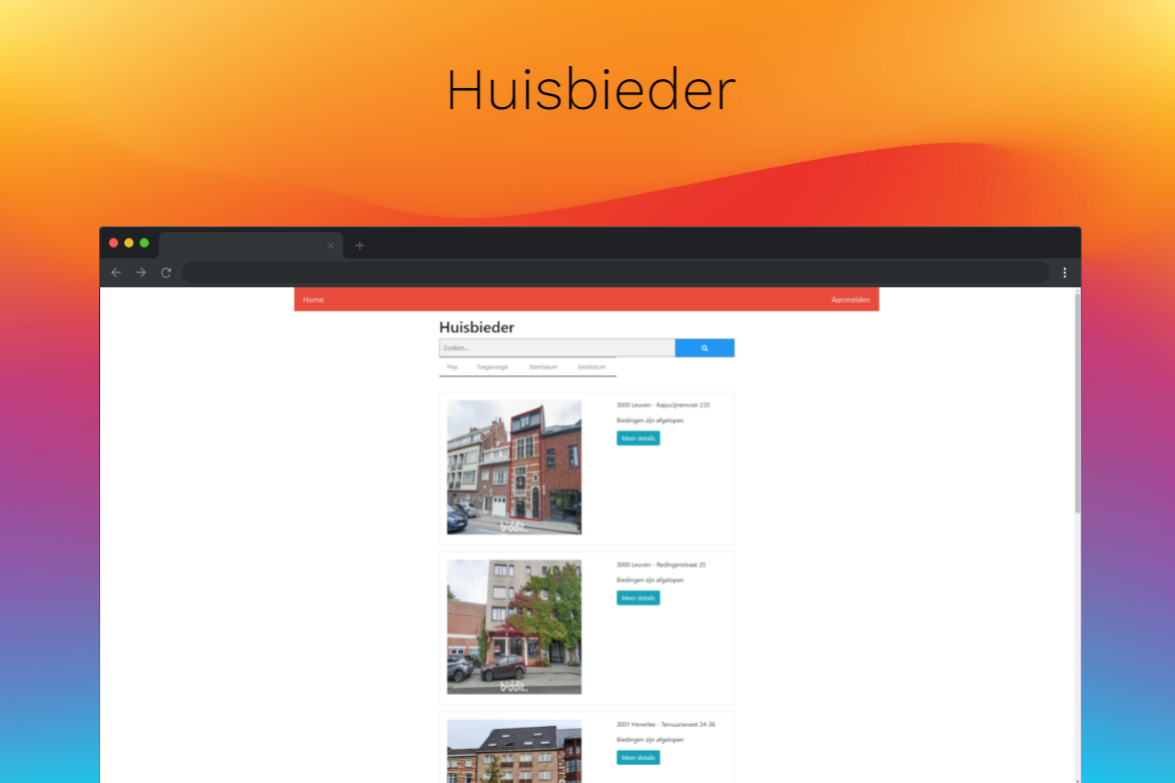 Huisbieder
Home Aanmelden
Huisbieder
Zoeken...
Prijs Toegevoegd Startdatum Einddatum
3000 Leuven - Kapucijnenvoer 235
Biedingen zijn afgelopen
Meer details
biddit.
3000 Leuven - Redingenstraat 25
Biedingen zijn afgelopen
Meer details
biddit.
3001 Heverlee - Tervuursevest 24-36
Biedingen zijn afgelopen
Meer details